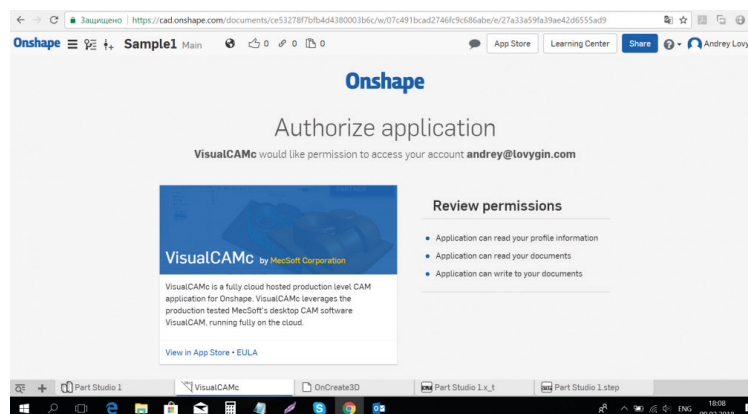 Защищено | https://cad.onshape.com/documents/ce53278f7bfb4d4380003b6c/w/07c491bcad2746fc9c686abe/e/27a33a59fa39ae42d6555ad9
Onshape Sample1 Main 0 0 0 App Store Learning Center Share Andrey Lovy
Onshape
Authorize application
VisualCAMc would like permission to access your account andrey@lovygin.com
VisualCAMc by MecSoft Corporation
VisualCAMc is a fully cloud hosted production level CAM
application for Onshape. VisualCAMc leverages the
production tested MecSoft's desktop CAM software
VisualCAM, running fully on the cloud.
View in App Store • EULA
Review permissions
Application can read your profile information
Application can read your documents
Application can write to your documents
Part Studio 1 VisualCAMc OnCreate3D Part Studio 1.x_t Part Studio 1.step
ENG 18:08